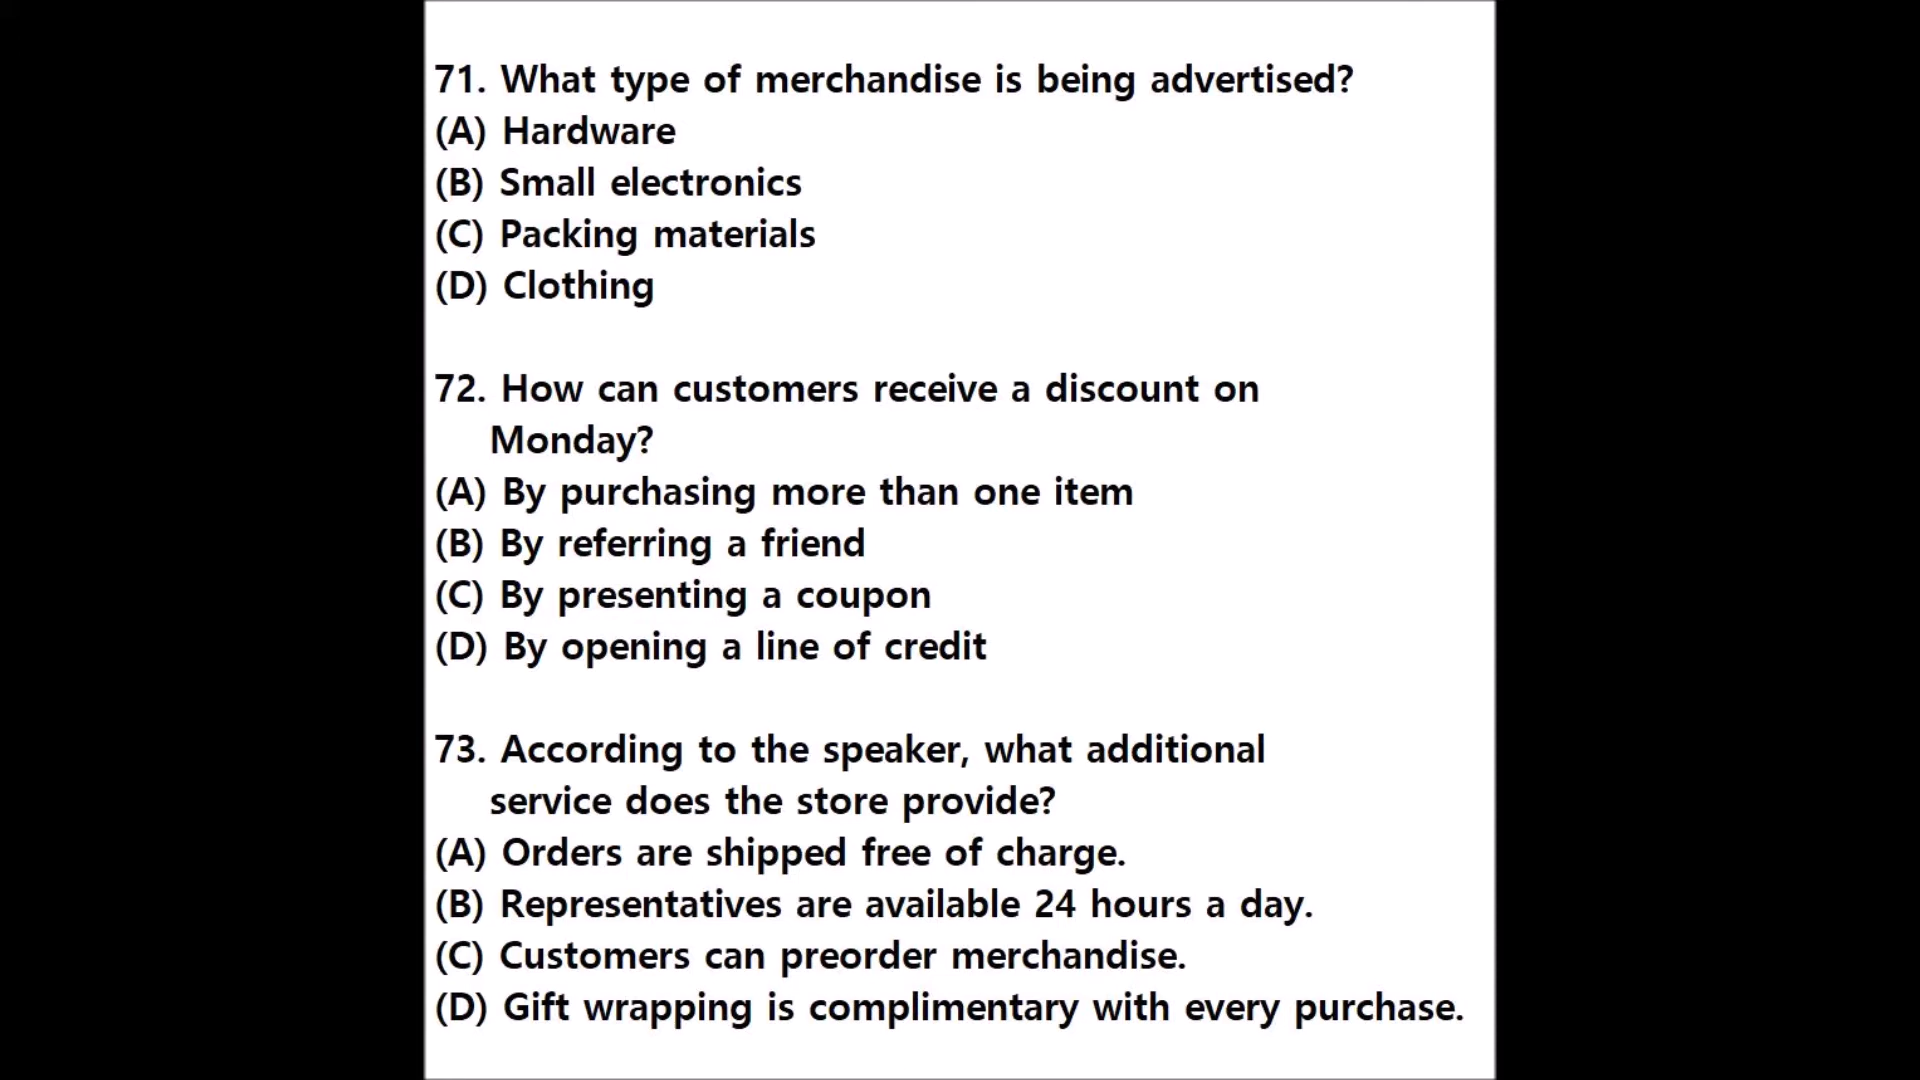 71. What type of merchandise is being advertised?
(A) Hardware
(B) Small electronics
(C) Packing materials
(D) Clothing
72. How can customers receive a discount on
Monday?
(A) By purchasing more than one item
(B) By referring a friend
(C) By presenting a coupon
(D) By opening a line of credit
73. According to the speaker, what additional
service does the store provide?
(A) Orders are shipped free of charge.
(B) Representatives are available 24 hours a day.
(C) Customers can preorder merchandise.
(D) Gift wrapping is complimentary with every purchase.